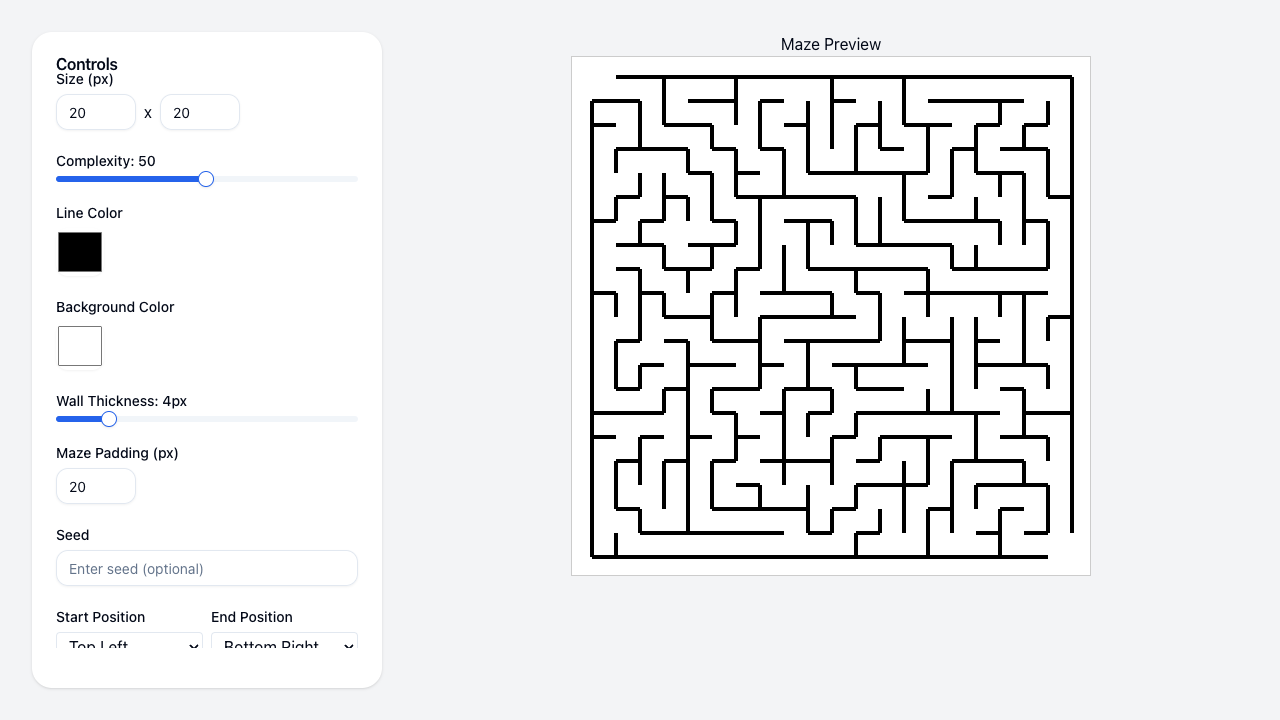 Controls
Size (px)
20 x 20
Complexity: 50
Line Color
Background Color
Wall Thickness: 4px
Maze Padding (px)
20
Seed
Enter seed (optional)
Start Position End Position
Top Left Bottom Right
Maze Preview